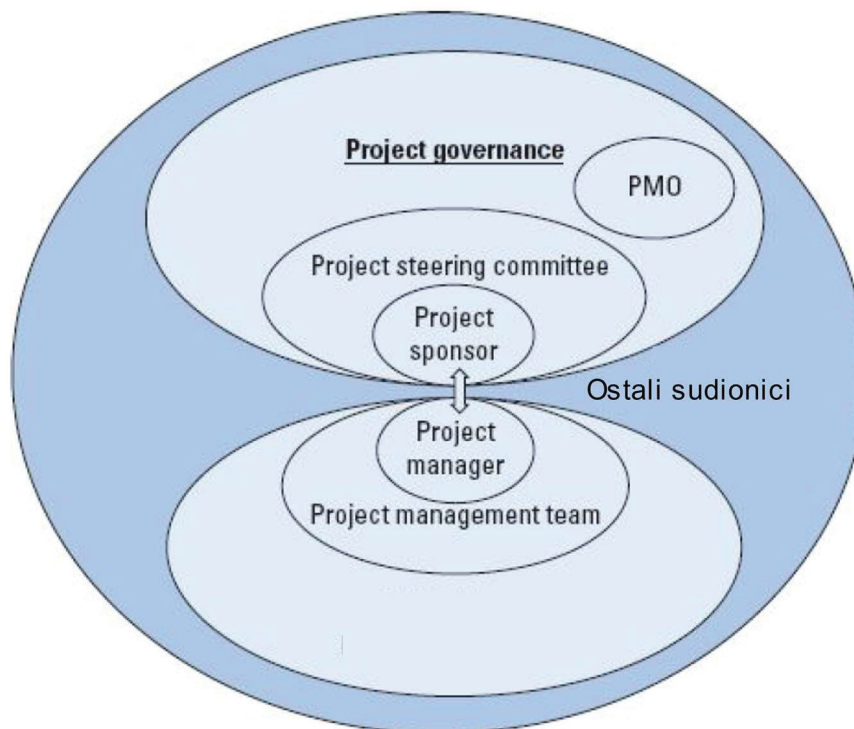 Project governance
PMO
Project steering committee
Project
sponsor
Ostali sudionici
Project
manager
Project management team